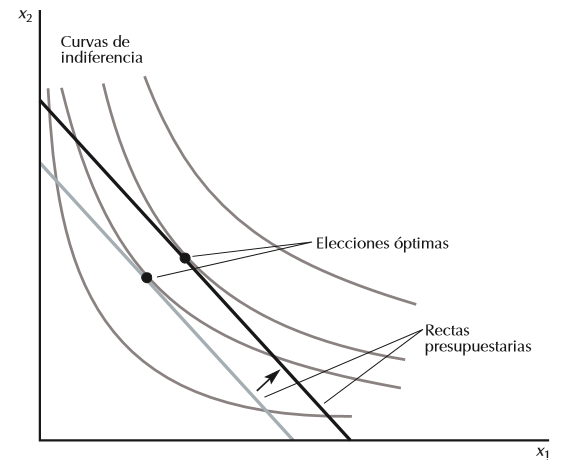 x2
Curvas de
indiferencia
Elecciones óptimas
Rectas
presupuestarias
x1